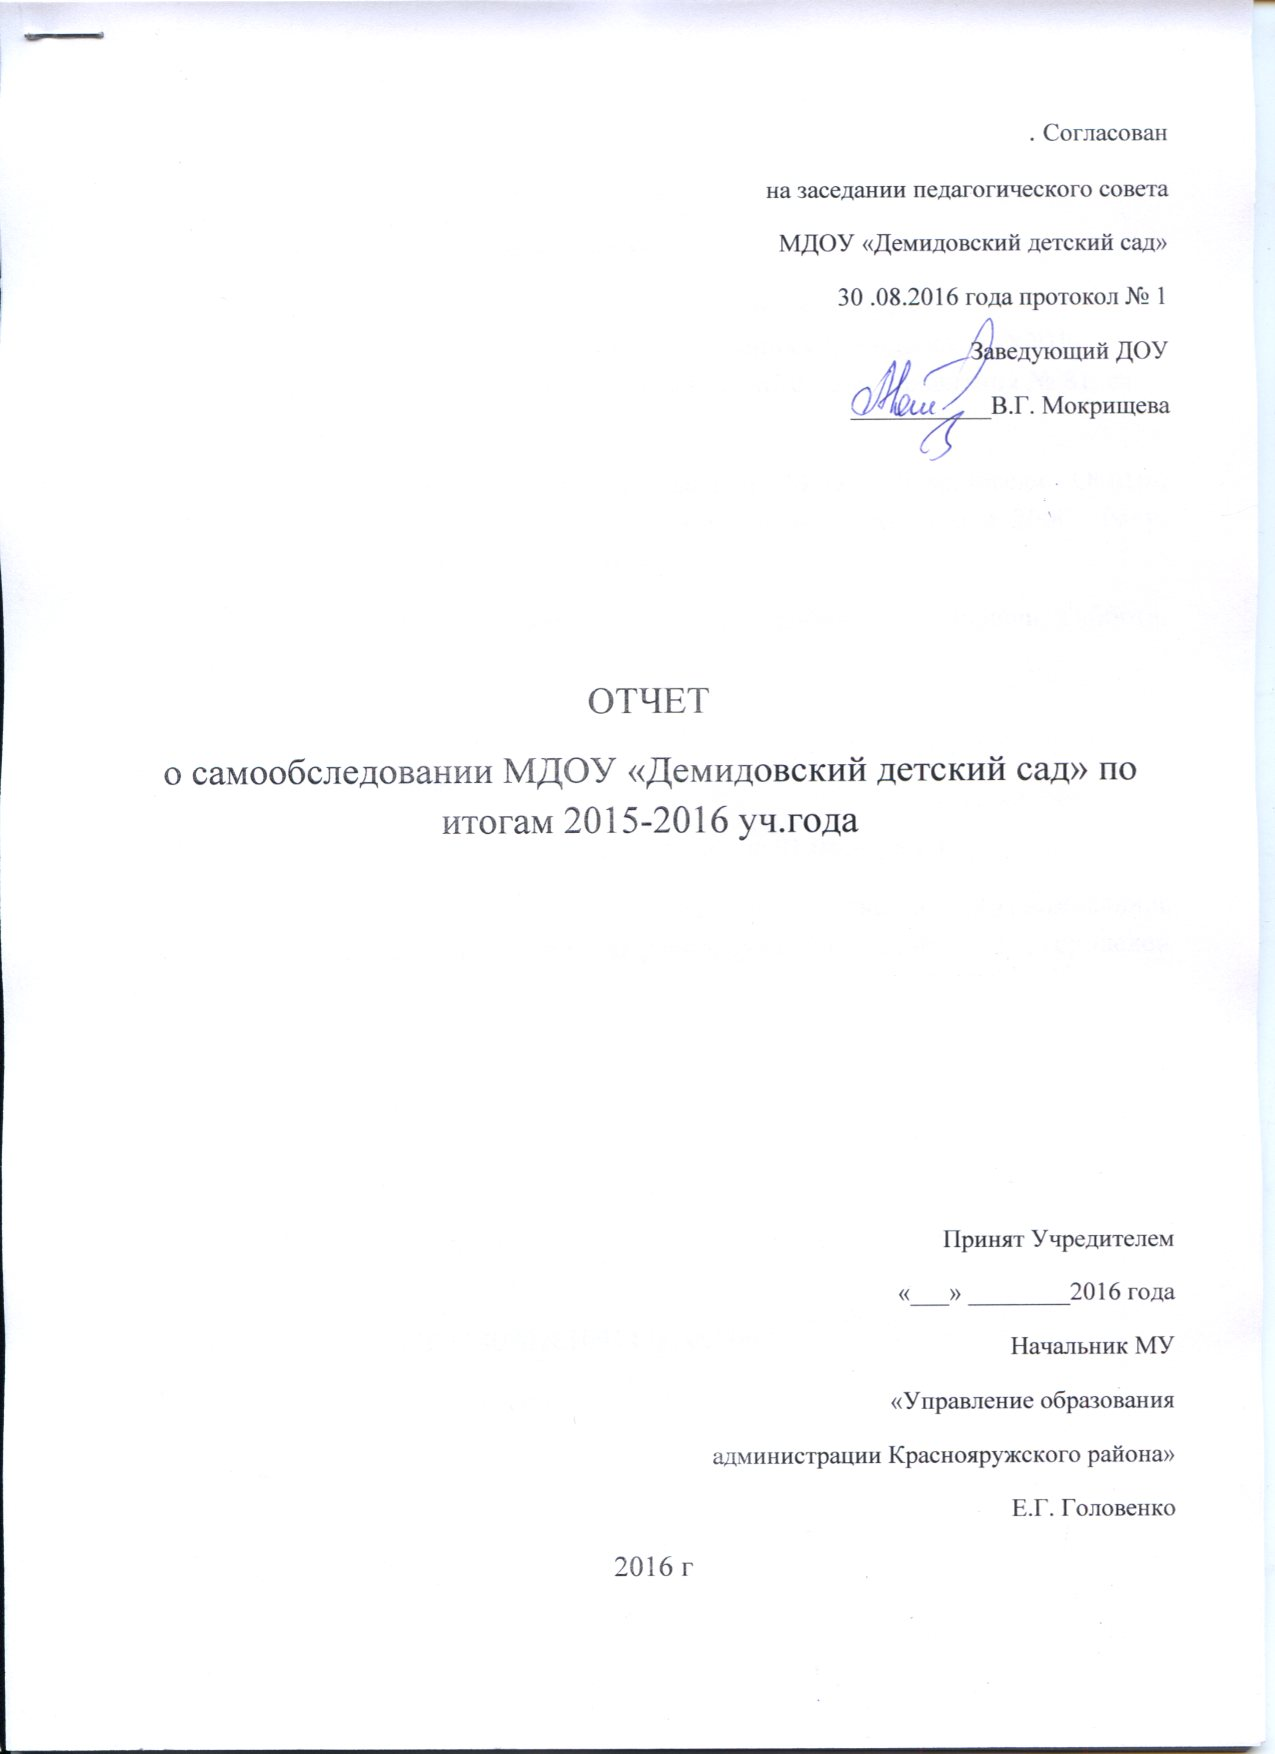 . Согласован
на заседании педагогического совета
МДОУ «Демидовский детский сад»
30 .08.2016 года протокол № 1
Заведующий ДОУ
___________В.Г. Мокрищева
ОТЧЕТ
о самообследовании МДОУ «Демидовский детский сад» по
итогам 2015-2016 уч.года
Принят Учредителем
«___» ________2016 года
Начальник МУ
«Управление образования
администрации Краснояружского района»
Е.Г. Головенко
2016 г